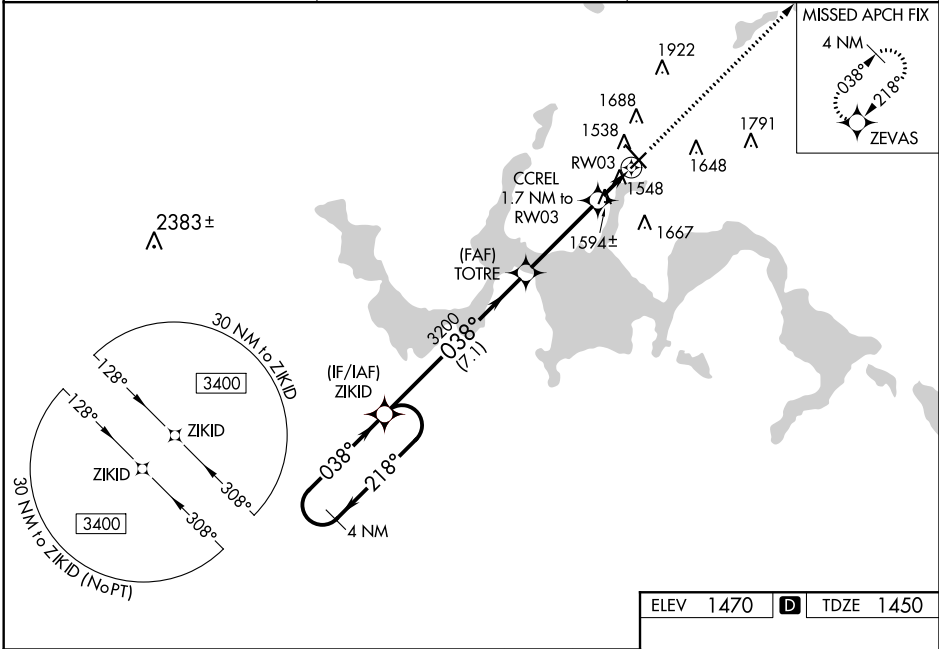 MISSED APCH FIX
4 NM
038°
218°
ZEVAS
1922
1688
1538
1791
1648
RW03
1548
CCREL
1.7 NM to
RW03
1594±
1667
2383±
(FAF)
TOTRE
3200
038°
(7.1)
(IF/IAF)
ZIKID
038°
218°
4 NM
30 NM to ZIKID
128°
3400
ZIKID
308°
128°
ZIKID
3400
308°
30 NM to ZIKID (NoPT)
ELEV 1470 D TDZE 1450